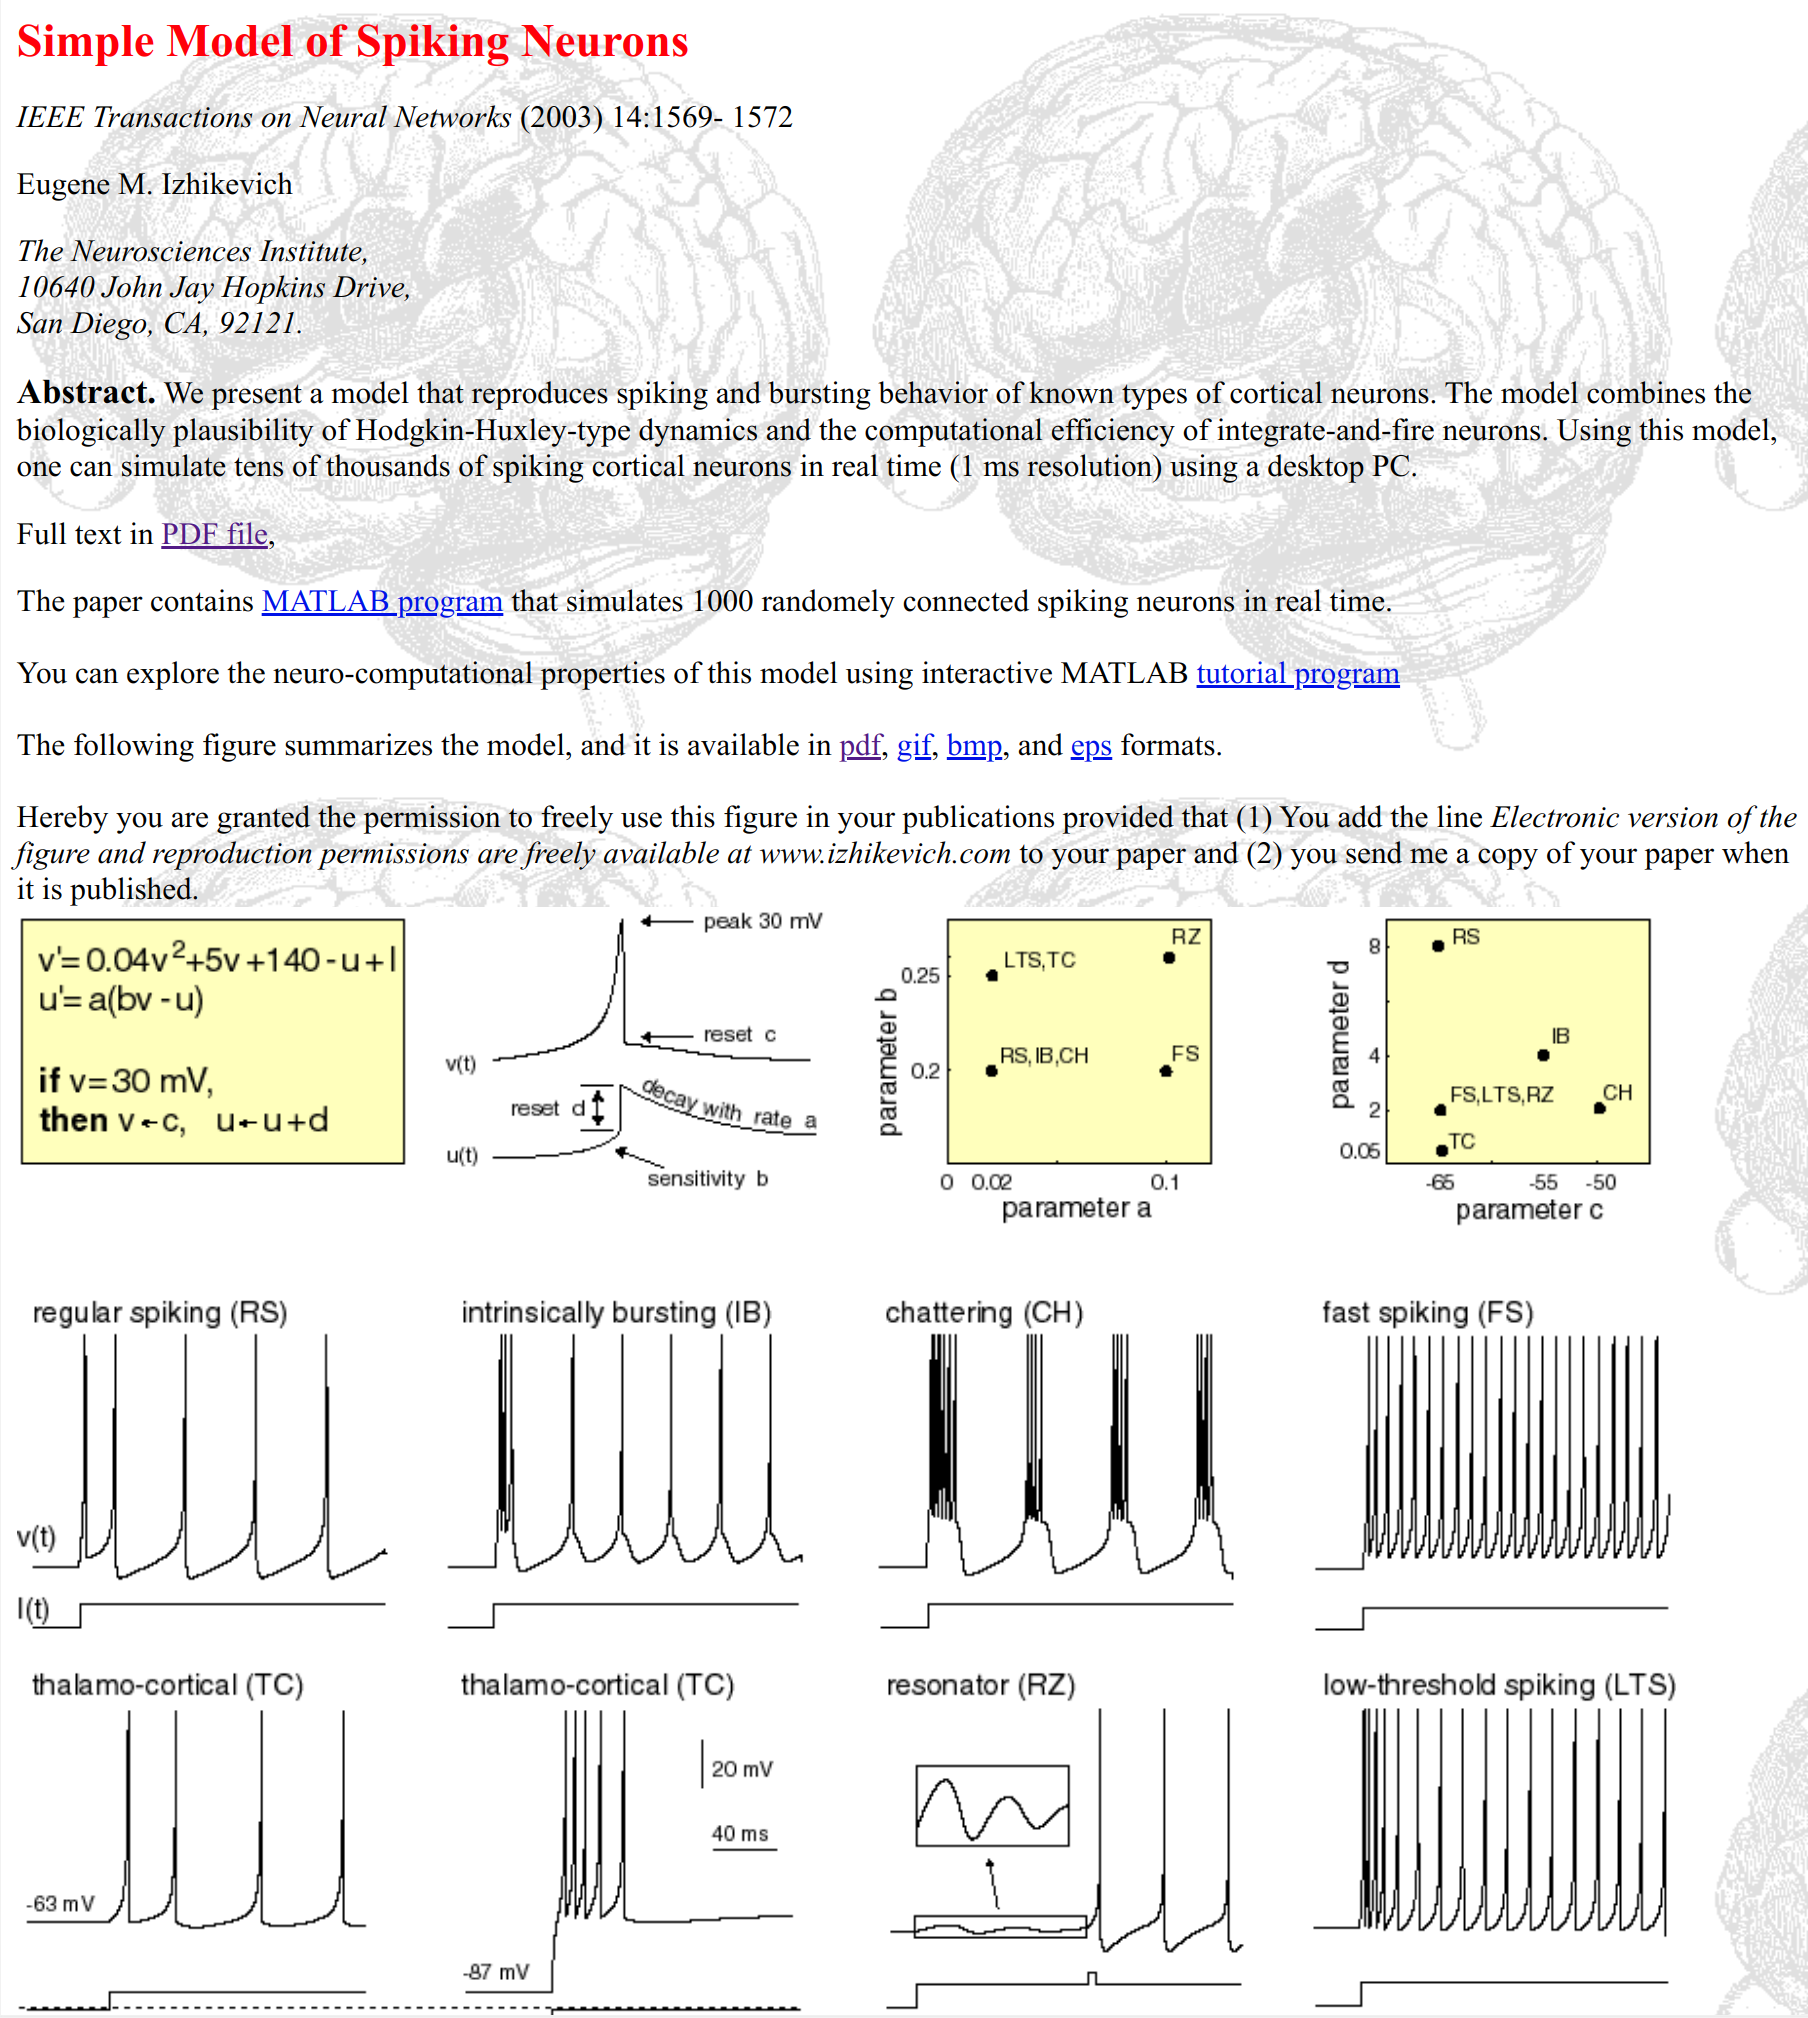 Simple Model of Spiking Neurons
IEEE Transactions on Neural Networks (2003) 14:1569- 1572
Eugene M. Izhikevich
The Neurosciences Institute,
10640 John Jay Hopkins Drive,
San Diego, CA, 92121.
Abstract. We present a model that reproduces spiking and bursting behavior of known types of cortical neurons. The model combines the
biologically plausibility of Hodgkin-Huxley-type dynamics and the computational efficiency of integrate-and-fire neurons. Using this model,
one can simulate tens of thousands of spiking cortical neurons in real time (1 ms resolution) using a desktop PC.
Full text in PDF file,
The paper contains MATLAB program that simulates 1000 randomely connected spiking neurons in real time.
You can explore the neuro-computational properties of this model using interactive MATLAB tutorial program
The following figure summarizes the model, and it is available in pdf, gif, bmp, and eps formats.
Hereby you are granted the permission to freely use this figure in your publications provided that (1) You add the line Electronic version of the
figure and reproduction permissions are freely available at www.izhikevich.com to your paper and (2) you send me a copy of your paper when
it is published.
v'= 0.04v²+5v+140 - u+I
u'= a(bv - u)
if v= 30 mV,
then v←c, u←u+d
peak 30 mV
reset c
v(t)
reset d
decay with rate a
u(t)
sensitivity b
parameter b
0.25
0.2
LTS,TC
RZ
RS,IB,CH
FS
0 0.02 0.1
parameter a
parameter d
8
4
2
0.05
RS
IB
FS,LTS,RZ
CH
TC
-65 -55 -50
parameter c
regular spiking (RS)
intrinsically bursting (IB)
chattering (CH)
fast spiking (FS)
v(t)
I(t)
thalamo-cortical (TC)
thalamo-cortical (TC)
resonator (RZ)
low-threshold spiking (LTS)
20 mV
40 ms
-63 mV
-87 mV